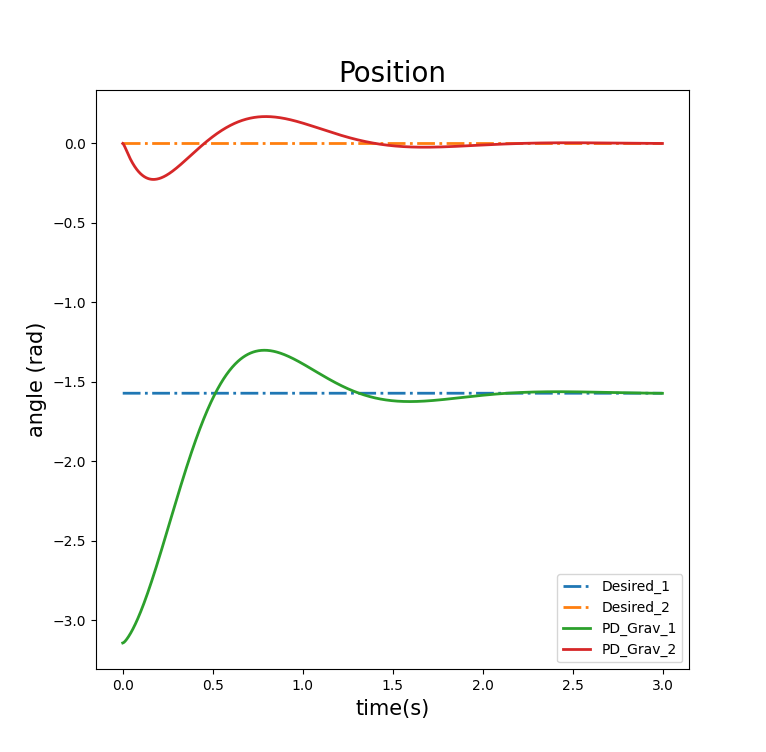 Position
angle (rad)
0.0
−0.5
−1.0
−1.5
−2.0
−2.5
−3.0
Desired_1
Desired_2
PD_Grav_1
PD_Grav_2
0.0 0.5 1.0 1.5 2.0 2.5 3.0
time(s)